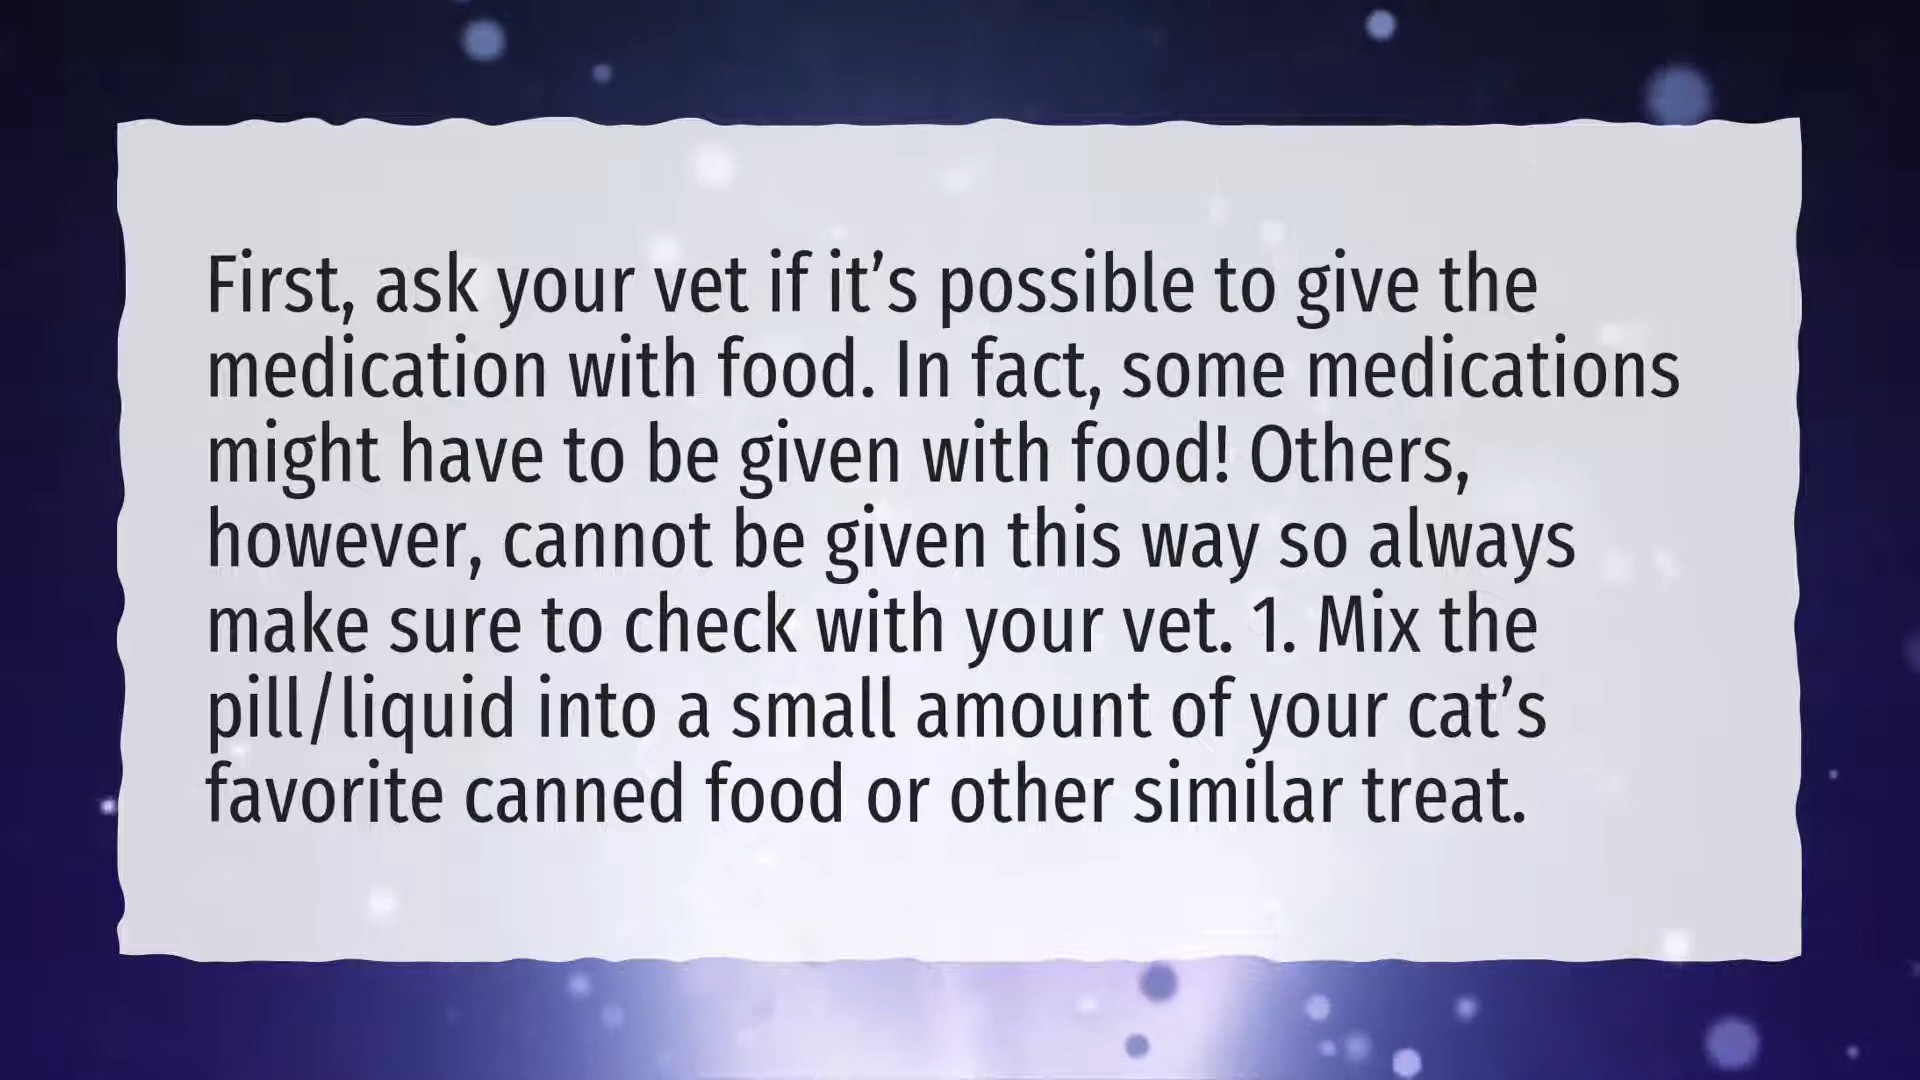 First, ask your vet if it’s possible to give the
medication with food. In fact, some medications
might have to be given with food! Others,
however, cannot be given this way so always
make sure to check with your vet. 1. Mix the
pill/liquid into a small amount of your cat’s
favorite canned food or other similar treat.